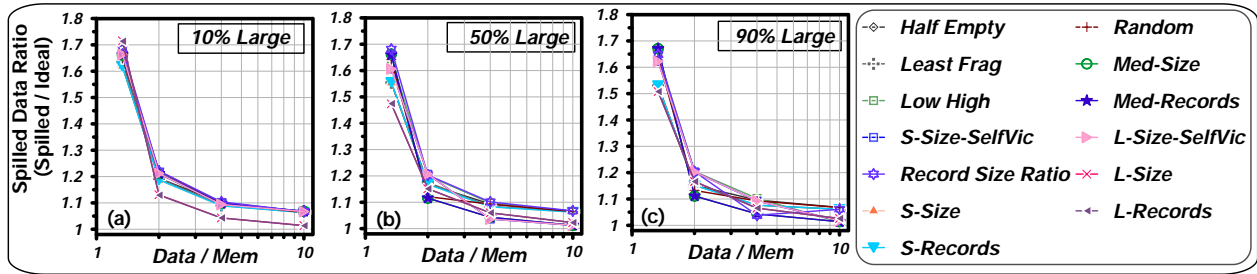 Spilled Data Ratio
(Spilled / Ideal)
1.8
1.7
1.6
1.5
1.4
1.3
1.2
1.1
1
10% Large
(a)
1
10
Data / Mem
1.8
1.7
1.6
1.5
1.4
1.3
1.2
1.1
1
50% Large
(b)
1
10
Data / Mem
1.8
1.7
1.6
1.5
1.4
1.3
1.2
1.1
1
90% Large
(c)
1
10
Data / Mem
Half Empty
Least Frag
Low High
S-Size-SelfVic
Record Size Ratio
S-Size
S-Records
Random
Med-Size
Med-Records
L-Size-SelfVic
L-Size
L-Records